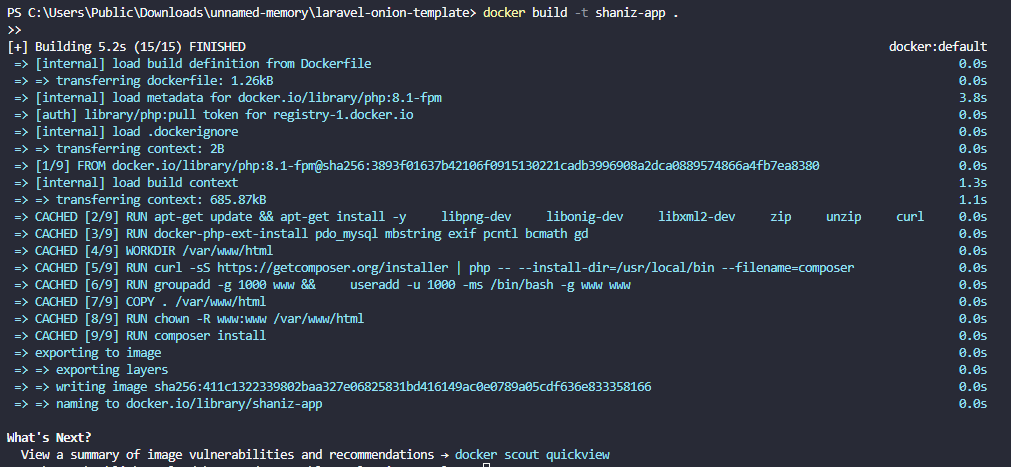 PS C:\Users\Public\Downloads\unnamed-memory\laravel-onion-template> docker build -t shaniz-app .
>>
[+] Building 5.2s (15/15) FINISHED docker:default
=> [internal] load build definition from Dockerfile 0.0s
=> => transferring dockerfile: 1.26kB 0.0s
=> [internal] load metadata for docker.io/library/php:8.1-fpm 3.8s
=> [auth] library/php:pull token for registry-1.docker.io 0.0s
=> [internal] load .dockerignore 0.0s
=> => transferring context: 2B 0.0s
=> [1/9] FROM docker.io/library/php:8.1-fpm@sha256:3893f01637b42106f0915130221cadb3996908a2dca0889574866a4fb7ea8380 0.0s
=> [internal] load build context 1.3s
=> => transferring context: 685.87kB 1.1s
=> CACHED [2/9] RUN apt-get update && apt-get install -y libpng-dev libonig-dev libxml2-dev zip unzip curl 0.0s
=> CACHED [3/9] RUN docker-php-ext-install pdo_mysql mbstring exif pcntl bcmath gd 0.0s
=> CACHED [4/9] WORKDIR /var/www/html 0.0s
=> CACHED [5/9] RUN curl -sS https://getcomposer.org/installer | php -- --install-dir=/usr/local/bin --filename=composer 0.0s
=> CACHED [6/9] RUN groupadd -g 1000 www && useradd -u 1000 -ms /bin/bash -g www www 0.0s
=> CACHED [7/9] COPY . /var/www/html 0.0s
=> CACHED [8/9] RUN chown -R www:www /var/www/html 0.0s
=> CACHED [9/9] RUN composer install 0.0s
=> exporting to image 0.0s
=> => exporting layers 0.0s
=> => writing image sha256:411c1322339802baa327e06825831bd416149ac0e0789a05cdf636e833358166 0.0s
=> => naming to docker.io/library/shaniz-app 0.0s
What's Next?
View a summary of image vulnerabilities and recommendations → docker scout quickview